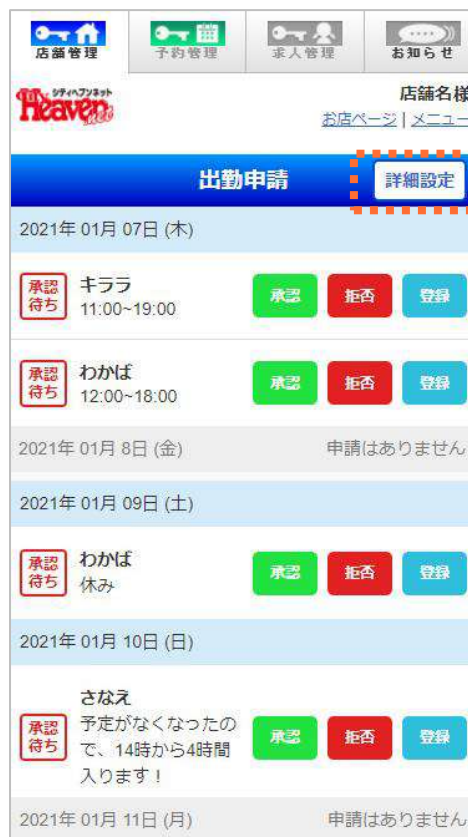 店舗管理
予約管理
求人管理
お知らせ
シティヘブンネット
Heaven
店舗名様
お店ページ | メニュー
出勤申請
詳細設定
2021年 01月 07日 (木)
承認待ち キララ 11:00~19:00 承認 拒否 登録
承認待ち わかば 12:00~18:00 承認 拒否 登録
2021年 01月 8日 (金) 申請はありません
2021年 01月 09日 (土)
承認待ち わかば 休み 承認 拒否 登録
2021年 01月 10日 (日)
さなえ
予定がなくなったの
承認待ち で、14時から4時間 承認 拒否 登録
入ります！
2021年 01月 11日 (月) 申請はありません